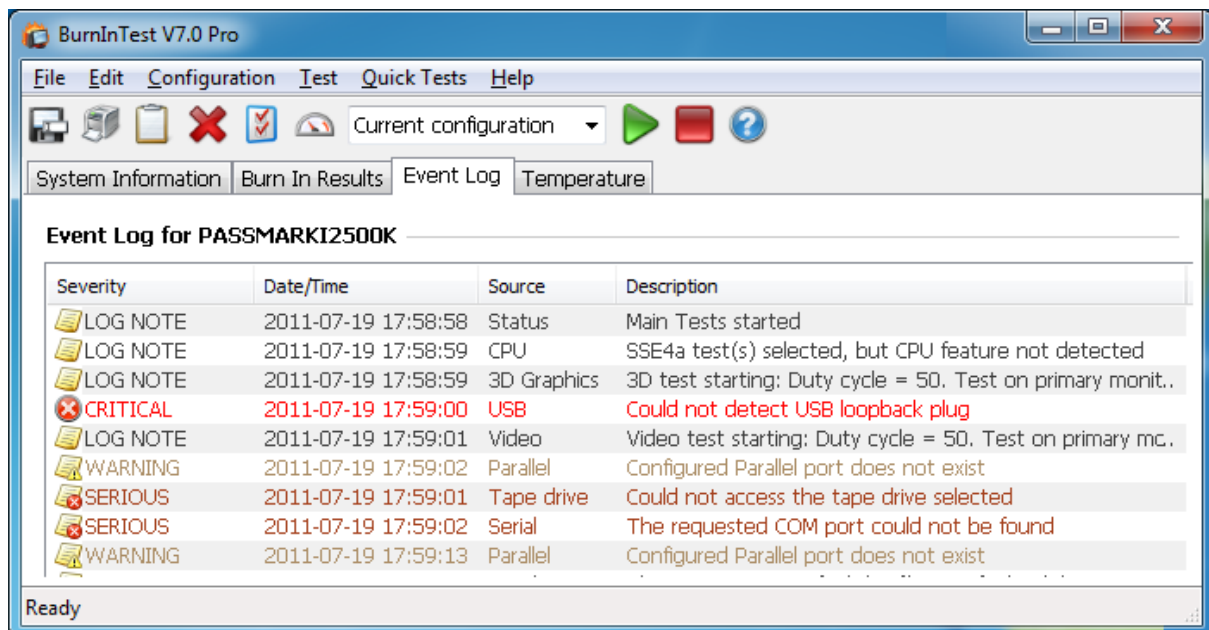 BurnInTest V7.0 Pro
File Edit Configuration Test Quick Tests Help
Current configuration
System Information Burn In Results Event Log Temperature
Event Log for PASSMARKI2500K
Severity Date/Time Source Description
LOG NOTE 2011-07-19 17:58:58 Status Main Tests started
LOG NOTE 2011-07-19 17:58:59 CPU SSE4a test(s) selected, but CPU feature not detected
LOG NOTE 2011-07-19 17:58:59 3D Graphics 3D test starting: Duty cycle = 50. Test on primary monit..
CRITICAL 2011-07-19 17:59:00 USB Could not detect USB loopback plug
LOG NOTE 2011-07-19 17:59:01 Video Video test starting: Duty cycle = 50. Test on primary mc..
WARNING 2011-07-19 17:59:02 Parallel Configured Parallel port does not exist
SERIOUS 2011-07-19 17:59:01 Tape drive Could not access the tape drive selected
SERIOUS 2011-07-19 17:59:02 Serial The requested COM port could not be found
WARNING 2011-07-19 17:59:13 Parallel Configured Parallel port does not exist
Ready